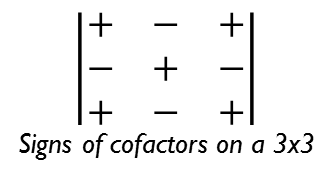 |+ − +|
|− + −|
|+ − +|
Signs of cofactors on a 3x3